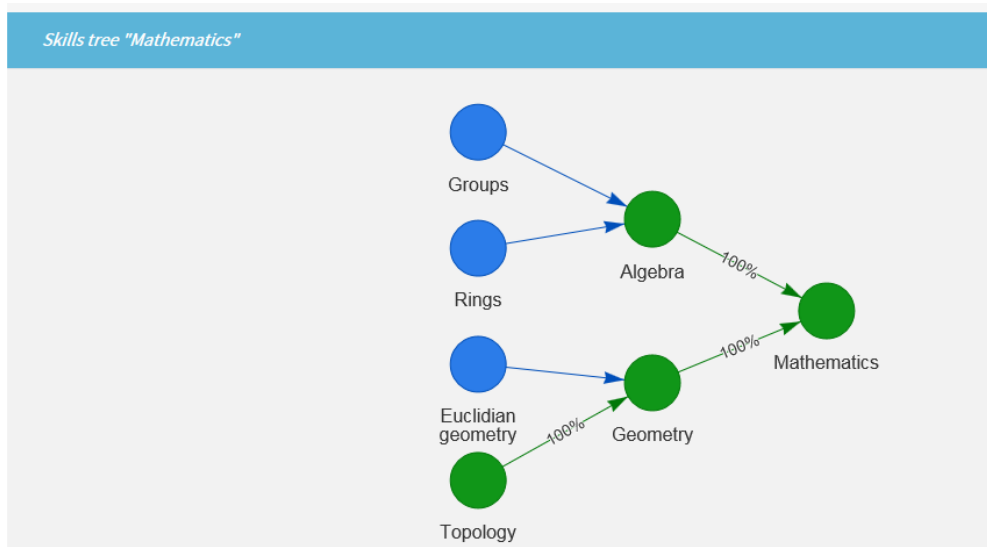 Skills tree "Mathematics"
Groups
Rings
Algebra
100%
Mathematics
100%
Euclidian
geometry
Geometry
100%
Topology